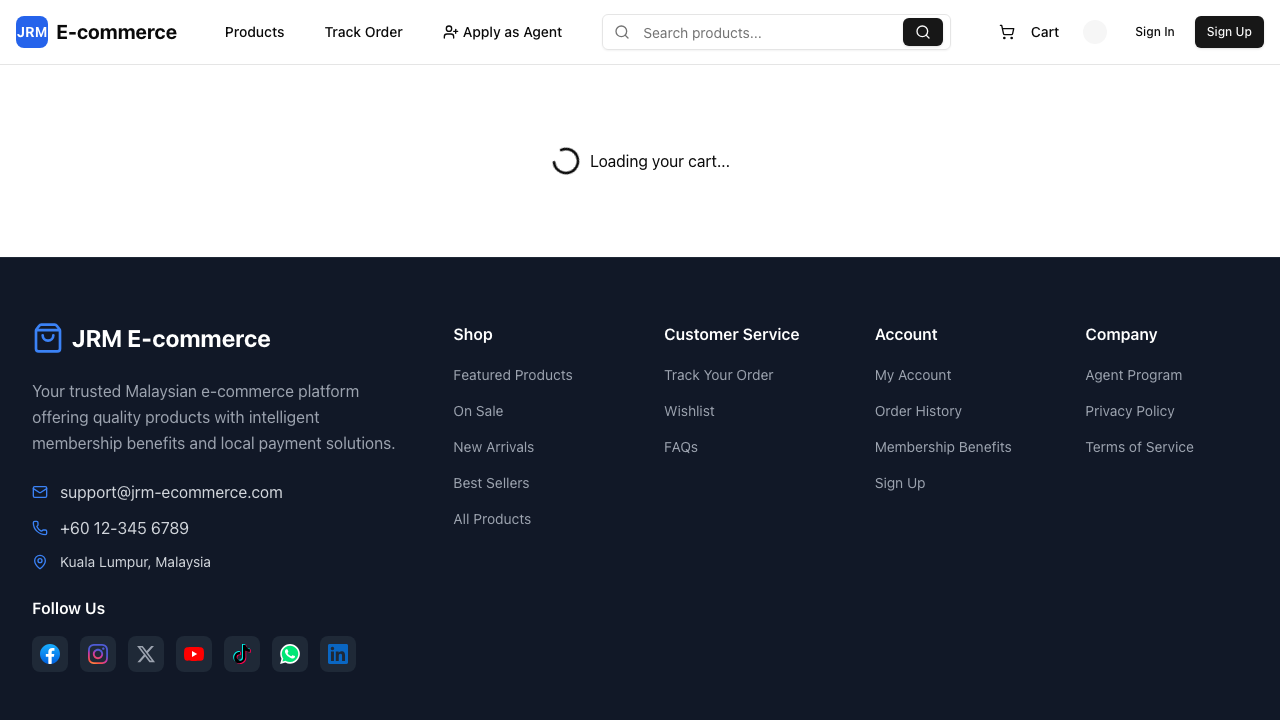 JRM E-commerce
Products
Track Order
Apply as Agent
Search products...
Cart
Sign In
Sign Up
Loading your cart...
JRM E-commerce
Your trusted Malaysian e-commerce platform
offering quality products with intelligent
membership benefits and local payment solutions.
support@jrm-ecommerce.com
+60 12-345 6789
Kuala Lumpur, Malaysia
Follow Us
Shop
Featured Products
On Sale
New Arrivals
Best Sellers
All Products
Customer Service
Track Your Order
Wishlist
FAQs
Account
My Account
Order History
Membership Benefits
Sign Up
Company
Agent Program
Privacy Policy
Terms of Service